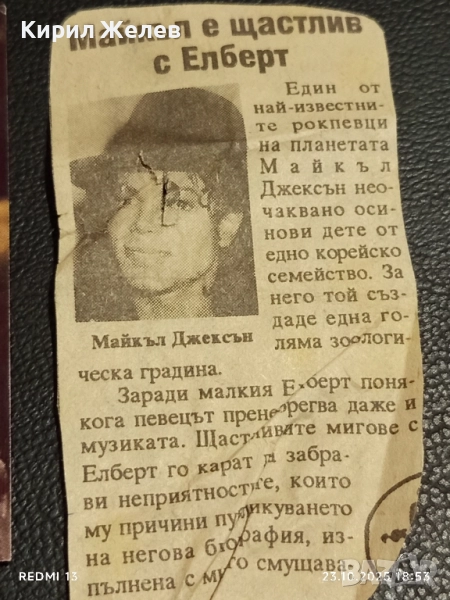 Кирил Желев
Майкъл е щастлив
с Елберт
Един от
най-известни-
те рокпевци
на планетата
Майкъл
Джексън нео-
чаквано оси-
нови дете от
едно корейско
семейство. За
него той съз-
даде една го-
ляма зоологи-
Майкъл Джексън
ческа градина.
Заради малкия Елберт поня-
кога певецът пренебрегва даже и
музиката. Щастливите мигове с
Елберт го карат да забра-
ви неприятностите, които
му причини публикуването
на негова биография, из-
пълнена с много смущава-
REDMI 13
23.10.2025 18:53
BAZAR